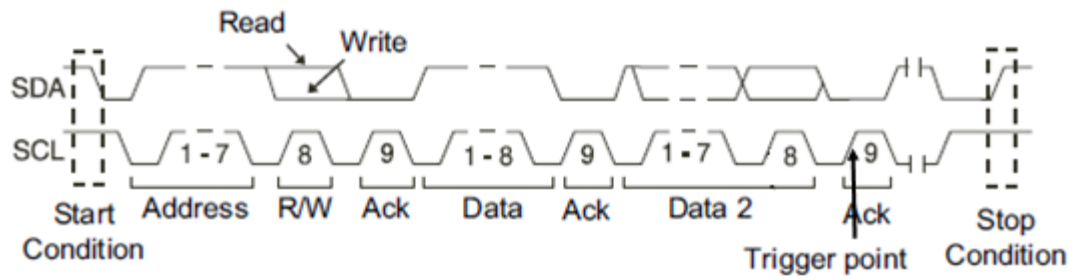 Read
Write
SDA
SCL
1 - 7
8
9
1 - 8
9
1 - 7
8
9
Start
Condition
Address
R/W
Ack
Data
Ack
Data 2
Ack
Trigger point
Stop
Condition